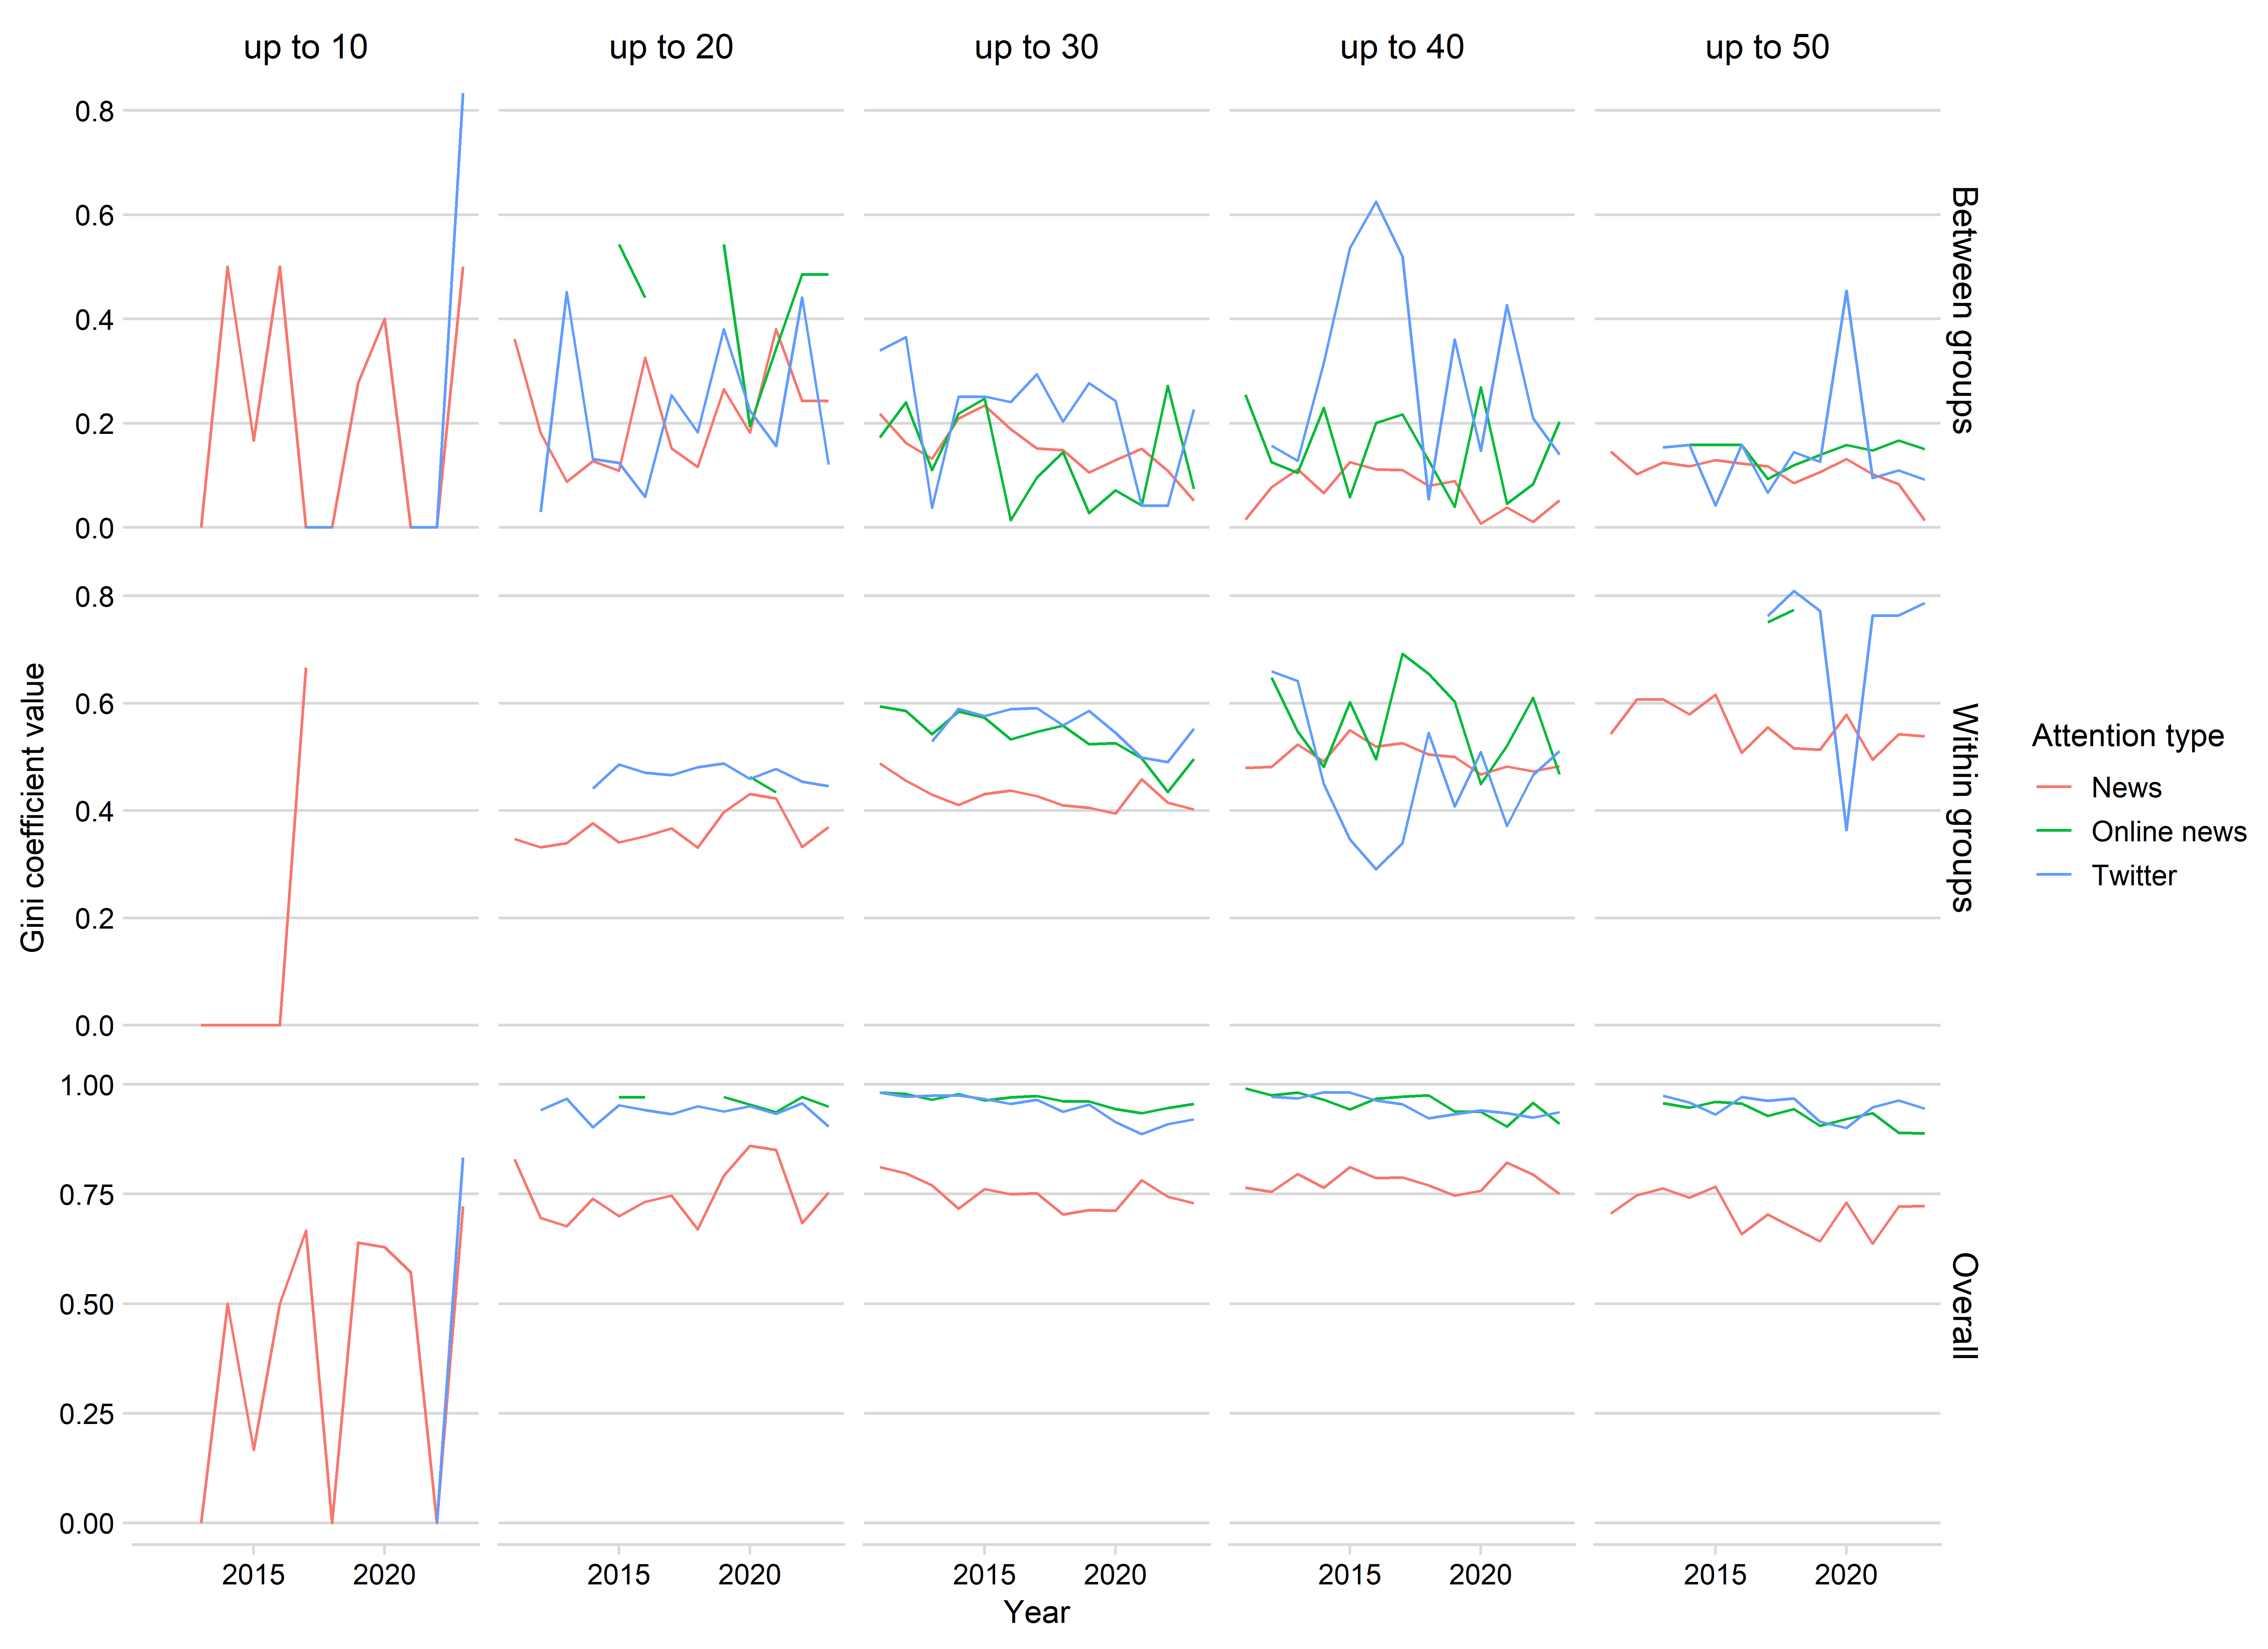 up to 10
up to 20
up to 30
up to 40
up to 50
0.8
0.6
0.4
0.2
0.0
Between groups
0.8
0.6
0.4
0.2
0.0
Within groups
1.00
0.75
0.50
0.25
0.00
Overall
Gini coefficient value
2015
2020
2015
2020
2015
2020
2015
2020
2015
2020
Year
Attention type
News
Online news
Twitter